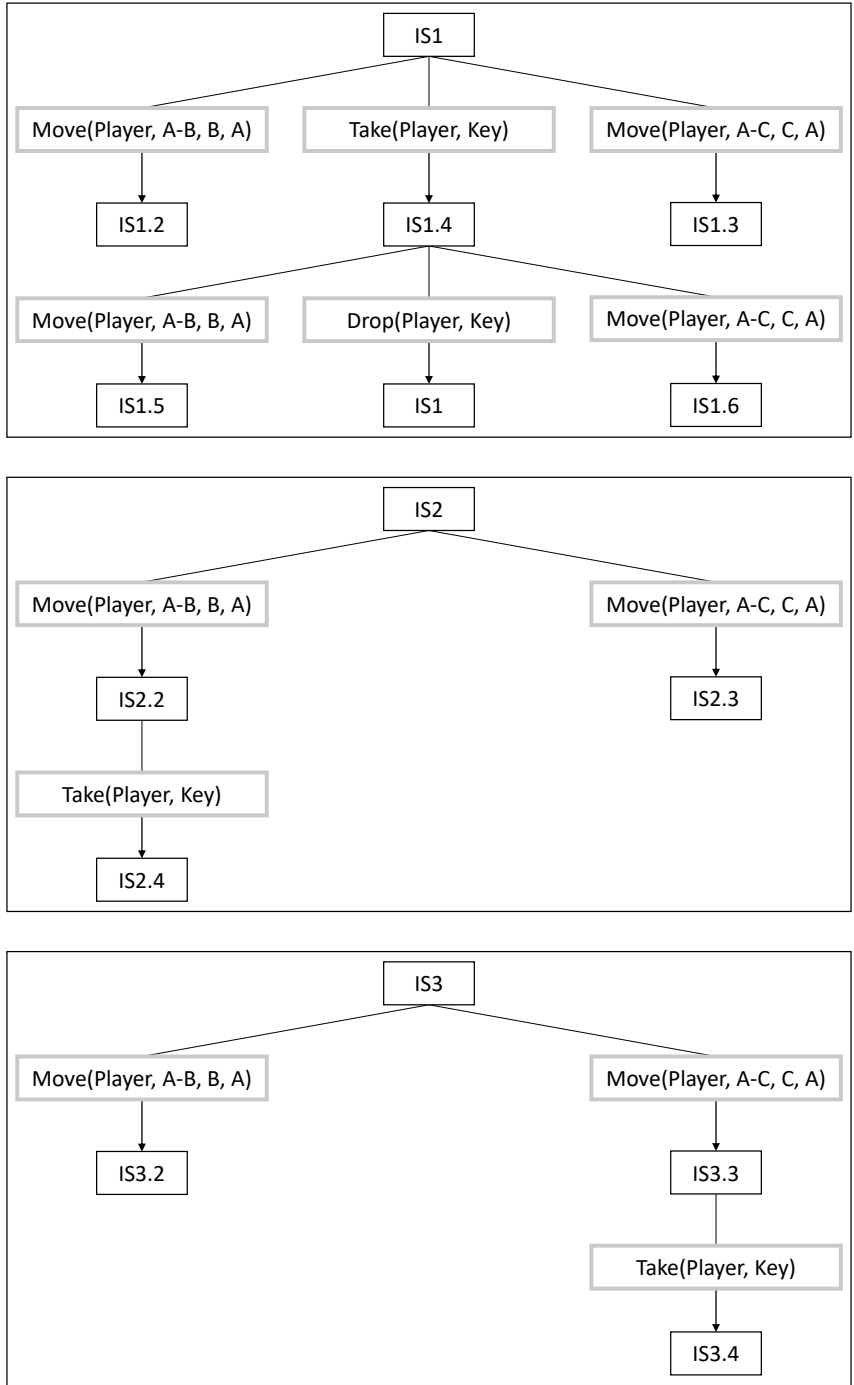 IS1
Move(Player, A-B, B, A)
Take(Player, Key)
Move(Player, A-C, C, A)
IS1.2
IS1.4
IS1.3
Move(Player, A-B, B, A)
Drop(Player, Key)
Move(Player, A-C, C, A)
IS1.5
IS1
IS1.6
IS2
Move(Player, A-B, B, A)
Move(Player, A-C, C, A)
IS2.2
IS2.3
Take(Player, Key)
IS2.4
IS3
Move(Player, A-B, B, A)
Move(Player, A-C, C, A)
IS3.2
IS3.3
Take(Player, Key)
IS3.4